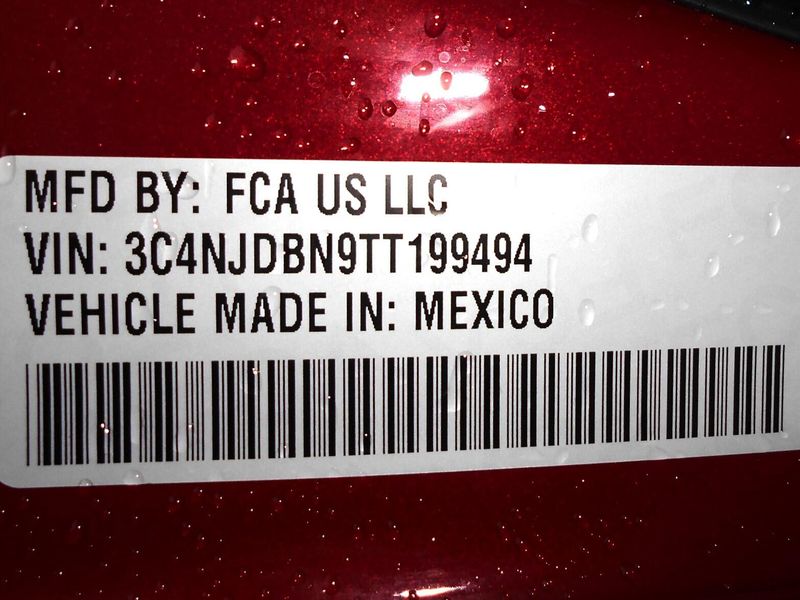 MFD BY: FCA US LLC
VIN: 3C4NJDBN9TT199494
VEHICLE MADE IN: MEXICO